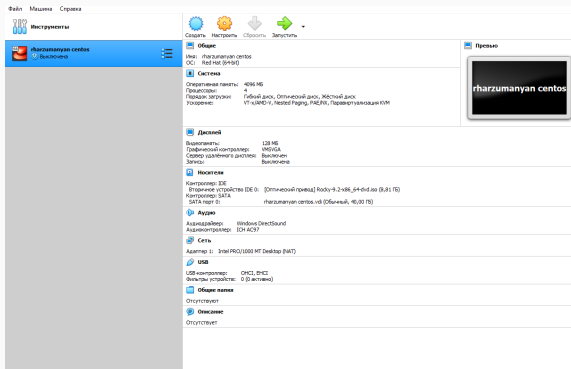 Файл Машина Справка
Инструменты
Создать Настроить Сбросить Запустить
rharzumanyan centos
Выключена
Общие
Имя: rharzumanyan centos
ОС: Red Hat (64-bit)
Превью
rharzumanyan centos
Система
Оперативная память: 4096 МБ
Процессоры: 4
Порядок загрузки: Гибкий диск, Оптический диск, Жёсткий диск
Ускорение: VT-x/AMD-V, Nested Paging, PAE/NX, Паравиртуализация KVM
Дисплей
Видеопамять: 128 МБ
Графический контроллер: VMSVGA
Сервер удалённого дисплея: Выключен
Запись: Выключена
Носители
Контроллер: IDE
Вторичное устройство IDE 0: [Оптический привод] Rocky-9.2-x86_64-dvd.iso (8,81 ГБ)
Контроллер: SATA
SATA порт 0: rharzumanyan centos.vdi (Обычный, 40,00 ГБ)
Аудио
Аудиодрайвер: Windows DirectSound
Аудиоконтроллер: ICH AC97
Сеть
Адаптер 1: Intel PRO/1000 MT Desktop (NAT)
USB
USB-контроллер: OHCI, EHCI
Фильтры устройств: 0 (0 активно)
Общие папки
Отсутствуют
Описание
Отсутствует